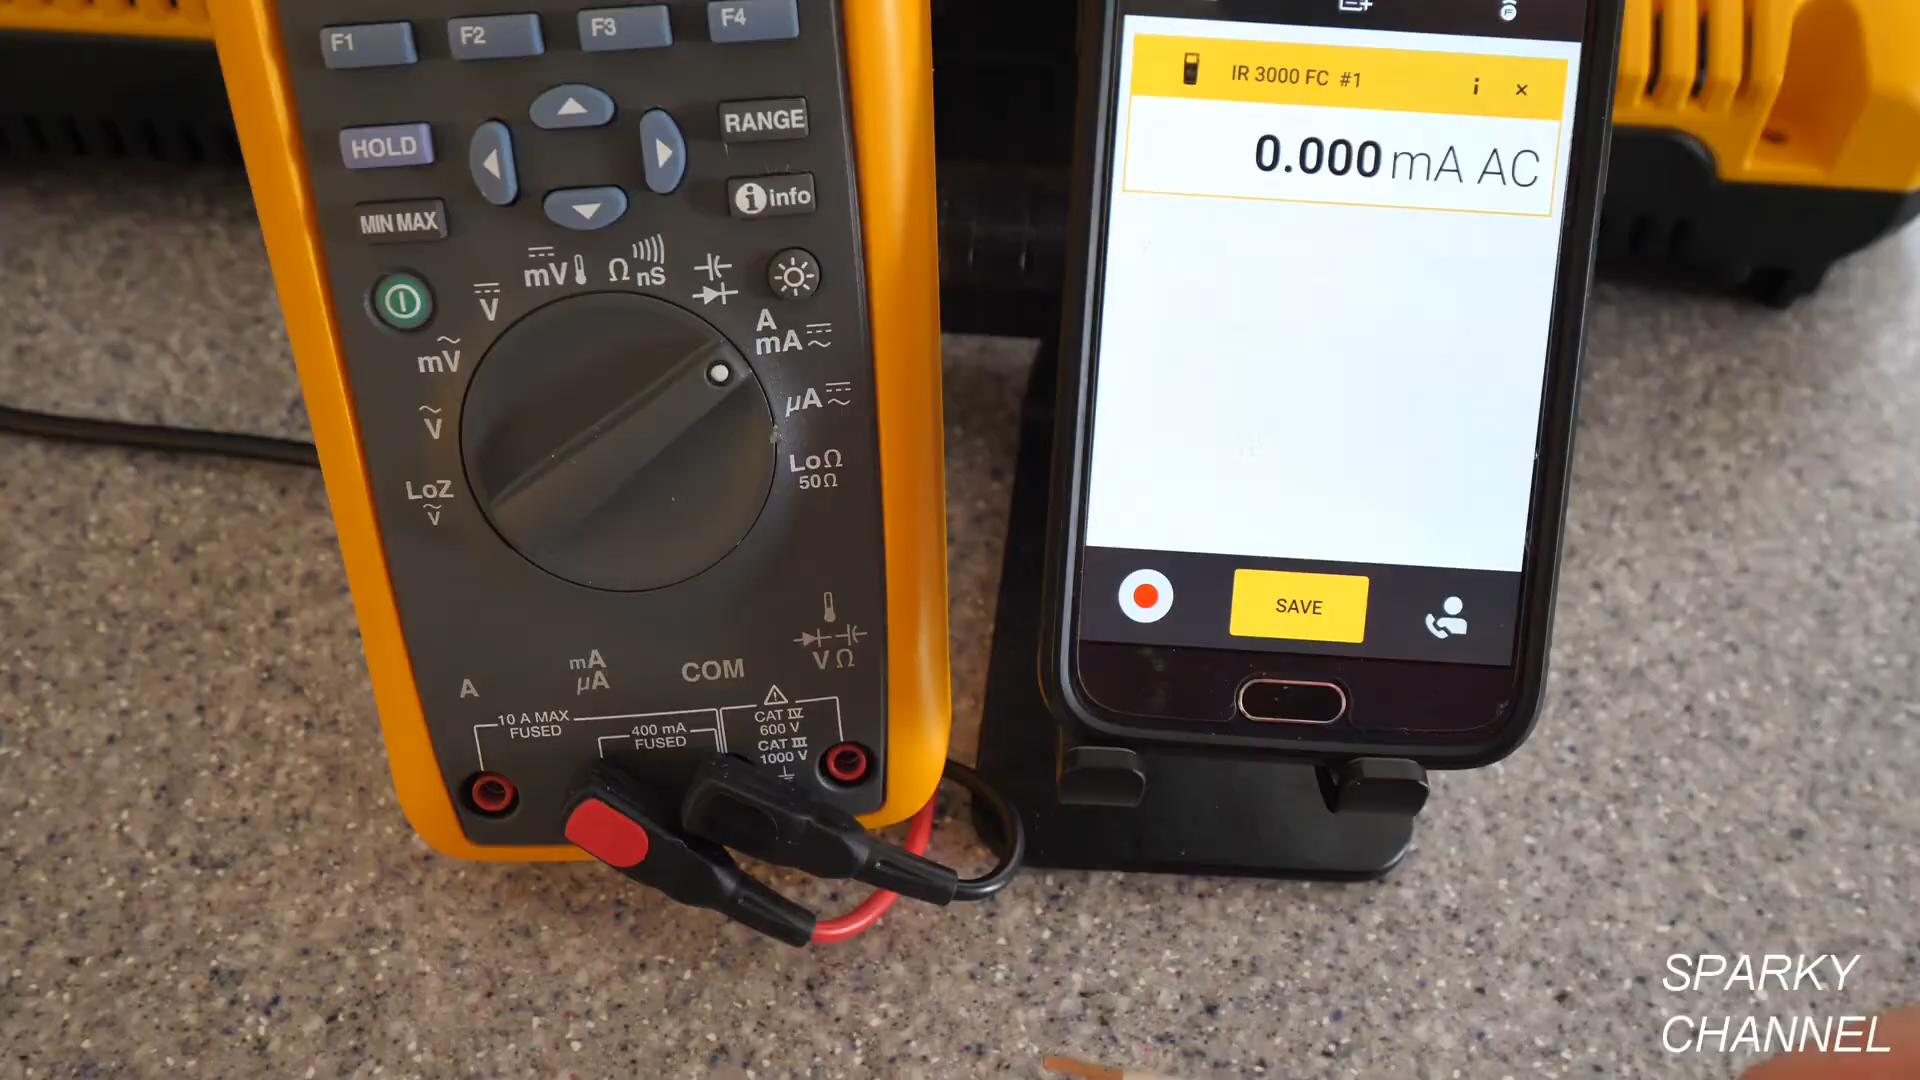 F1 F2 F3 F4
HOLD
RANGE
MIN MAX
info
mV
Ω nS
V
A
mA
mV
µA
V
LoΩ
50Ω
LoZ
V
A
mA
µA
COM
VΩ
10 A MAX
FUSED
400 mA
FUSED
CAT IV
600 V
CAT III
1000 V
IR 3000 FC #1
0.000 mA AC
SAVE
SPARKY
CHANNEL